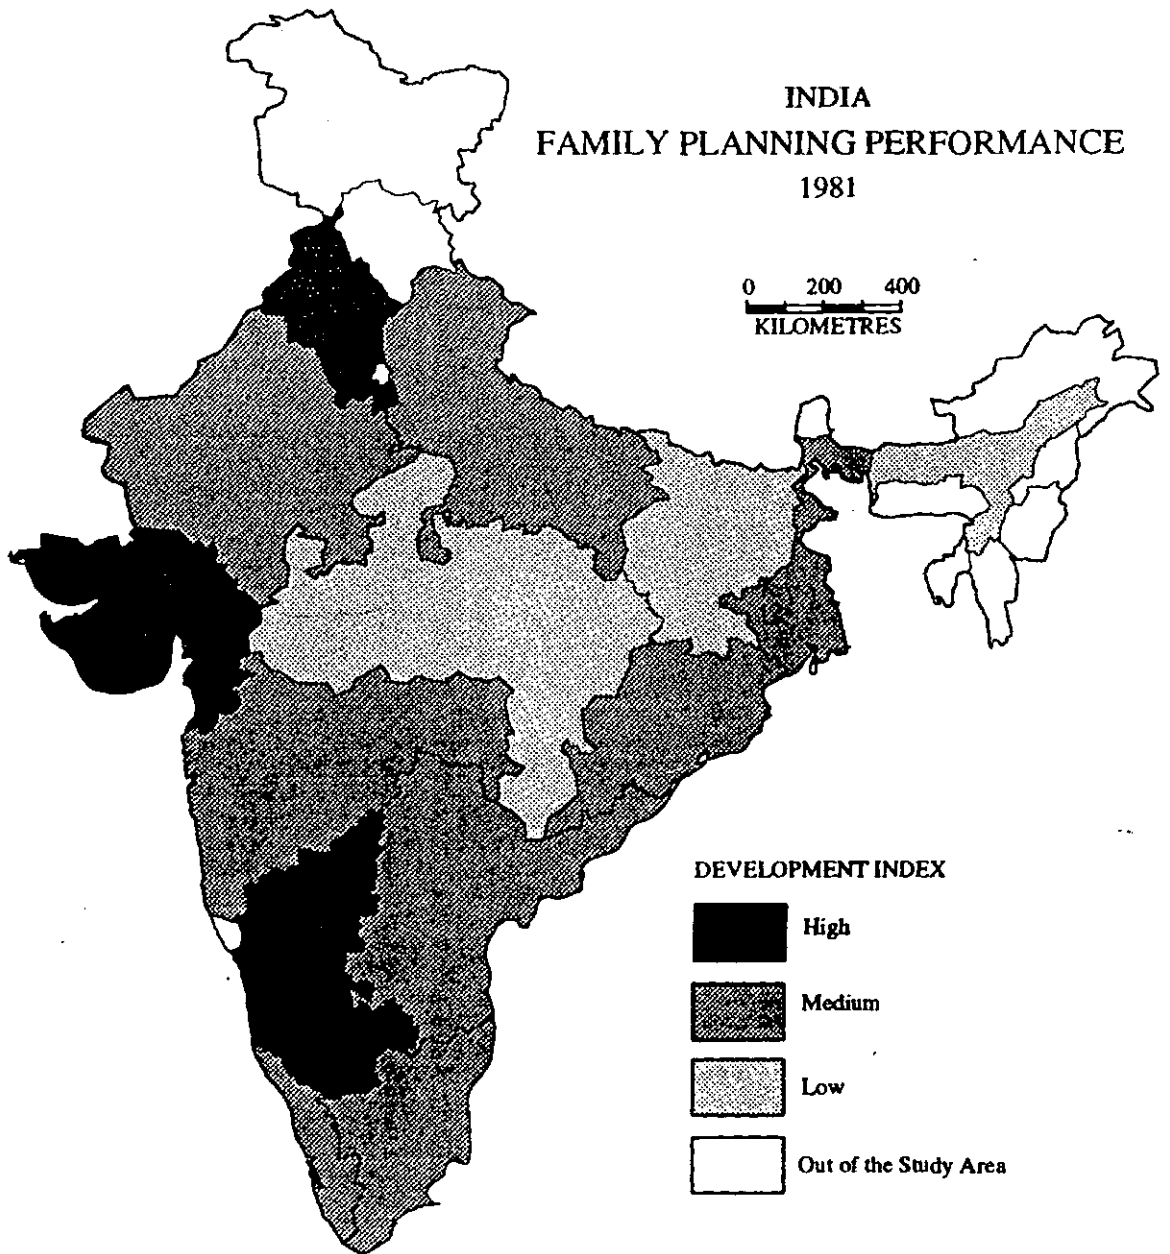 INDIA
FAMILY PLANNING PERFORMANCE
1981
0 200 400
KILOMETRES
DEVELOPMENT INDEX
High
Medium
Low
Out of the Study Area